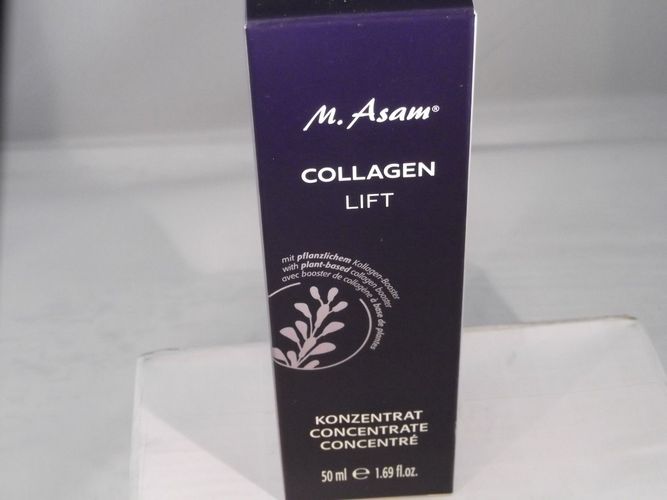 M. Asam®
COLLAGEN
LIFT
mit pflanzlichem Kollagen-Booster
with plant-based collagen booster
avec booster de collagène à base de plantes
KONZENTRAT
CONCENTRATE
CONCENTRÉ
50 ml ℮ 1.69 fl.oz.